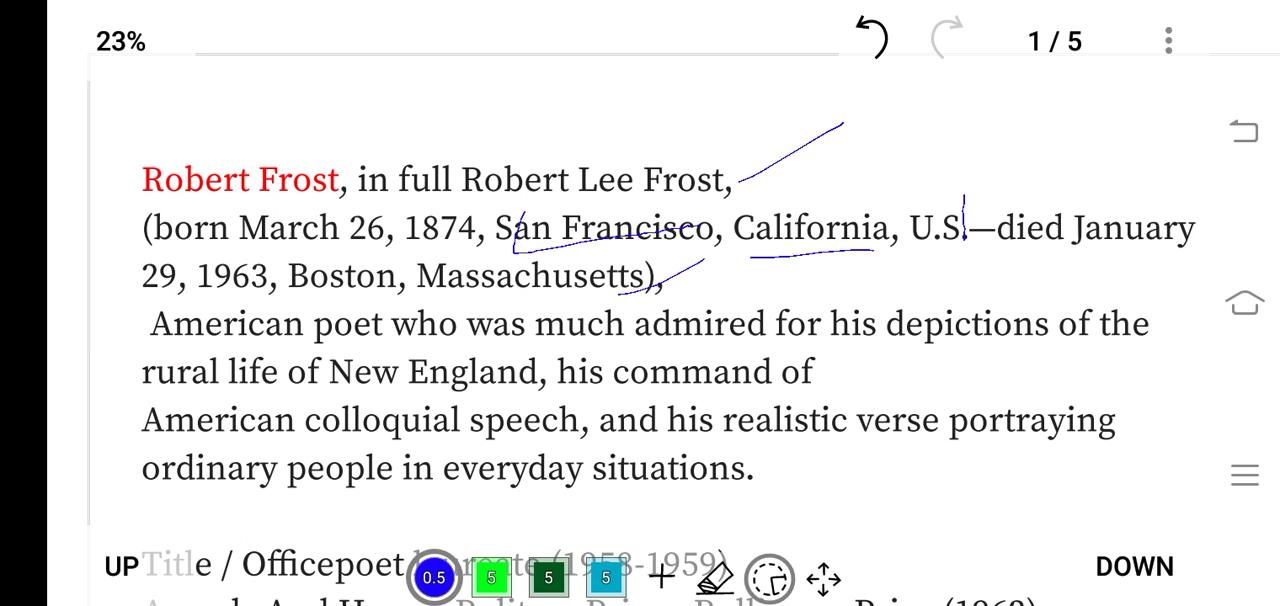 23%
1 / 5
Robert Frost, in full Robert Lee Frost,
(born March 26, 1874, San Francisco, California, U.S.—died January
29, 1963, Boston, Massachusetts),
American poet who was much admired for his depictions of the
rural life of New England, his command of
American colloquial speech, and his realistic verse portraying
ordinary people in everyday situations.
UP Title / Officepoet (1958-1959) DOWN
0.5 5 5 5